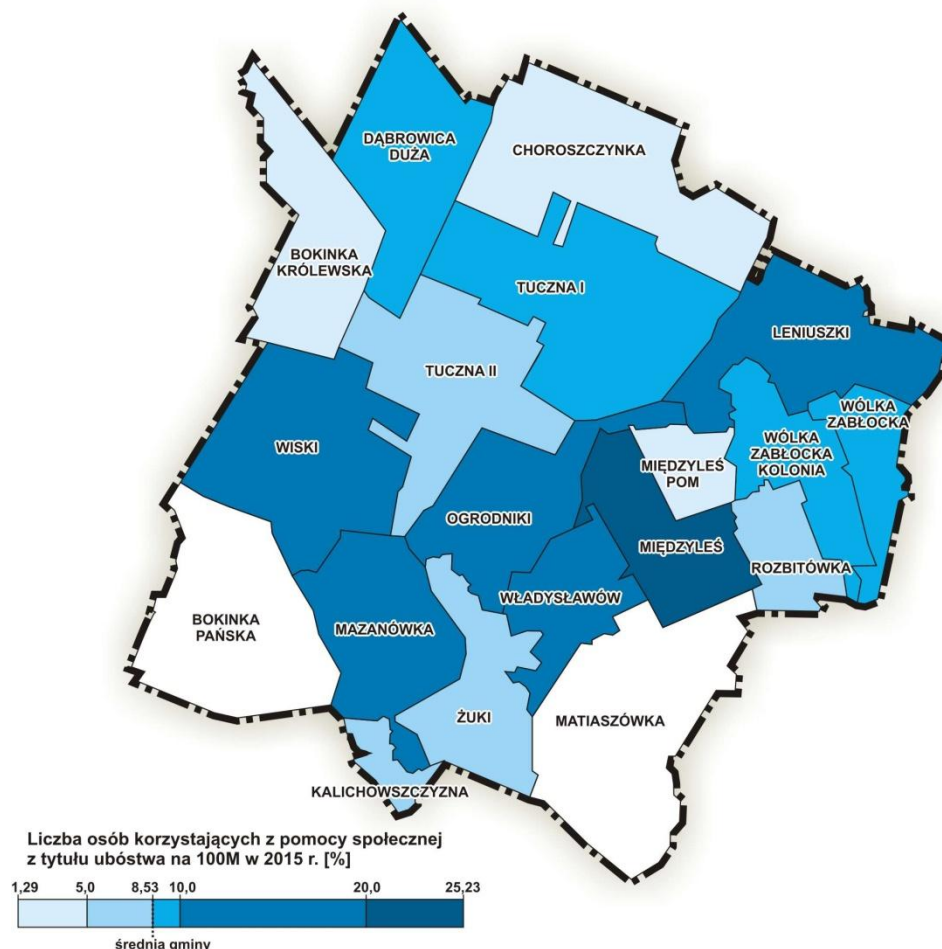 DĄBROWICA
DUŻA
CHOROSZCZYNKA
BOKINKA
KRÓLEWSKA
TUCZNA I
LENIUSZKI
TUCZNA II
WÓLKA
ZABŁOCKA
WISKI
MIĘDZYLEŚ
POM
WÓLKA
ZABŁOCKA
KOLONIA
OGRODNIKI
MIĘDZYLEŚ
ROZBITÓWKA
WŁADYSŁAWÓW
BOKINKA
PAŃSKA
MAZANÓWKA
ŻUKI
MATIASZÓWKA
KALICHOWSZCZYZNA
Liczba osób korzystających z pomocy społecznej
z tytułu ubóstwa na 100M w 2015 r. [%]
1,29 5,0 8,53 10,0 20,0 25,23
średnia gminy